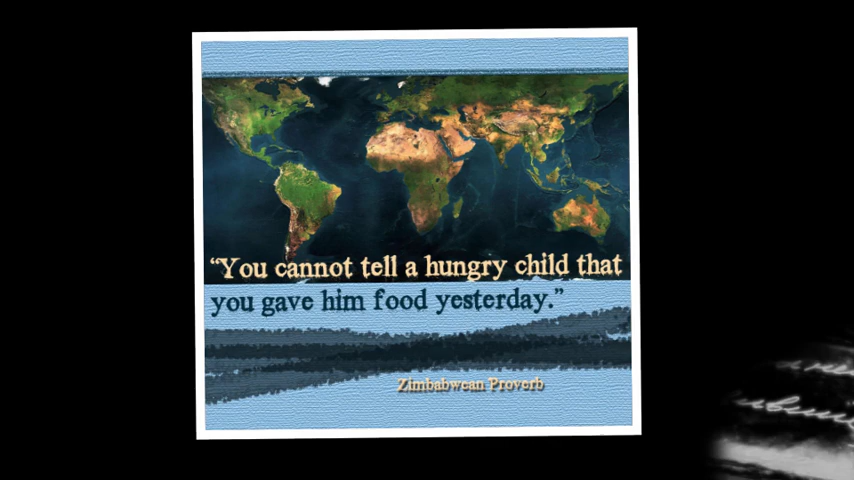 “You cannot tell a hungry child that
you gave him food yesterday.”
Zimbabwean Proverb